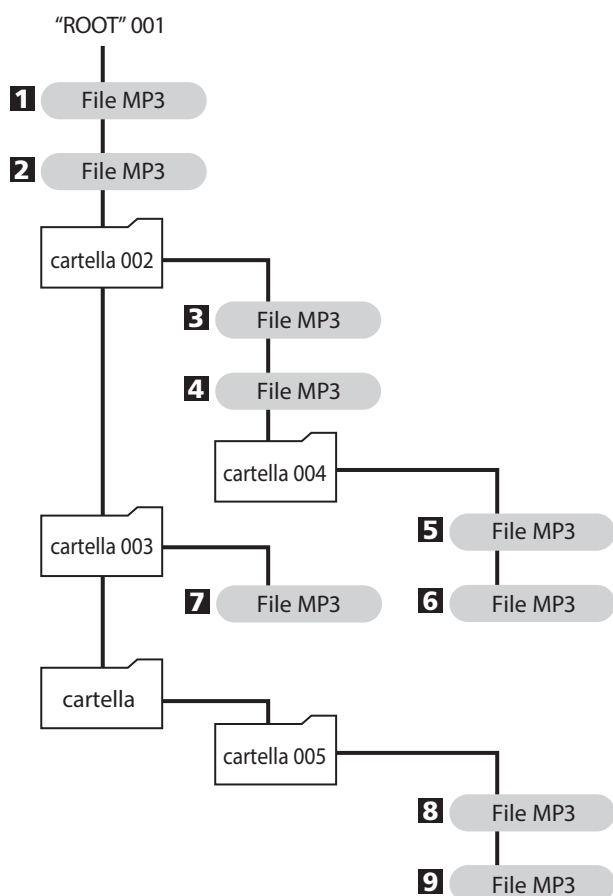 “ROOT” 001
1 File MP3
2 File MP3
cartella 002
3 File MP3
4 File MP3
cartella 004
5 File MP3
6 File MP3
cartella 003
7 File MP3
cartella
cartella 005
8 File MP3
9 File MP3